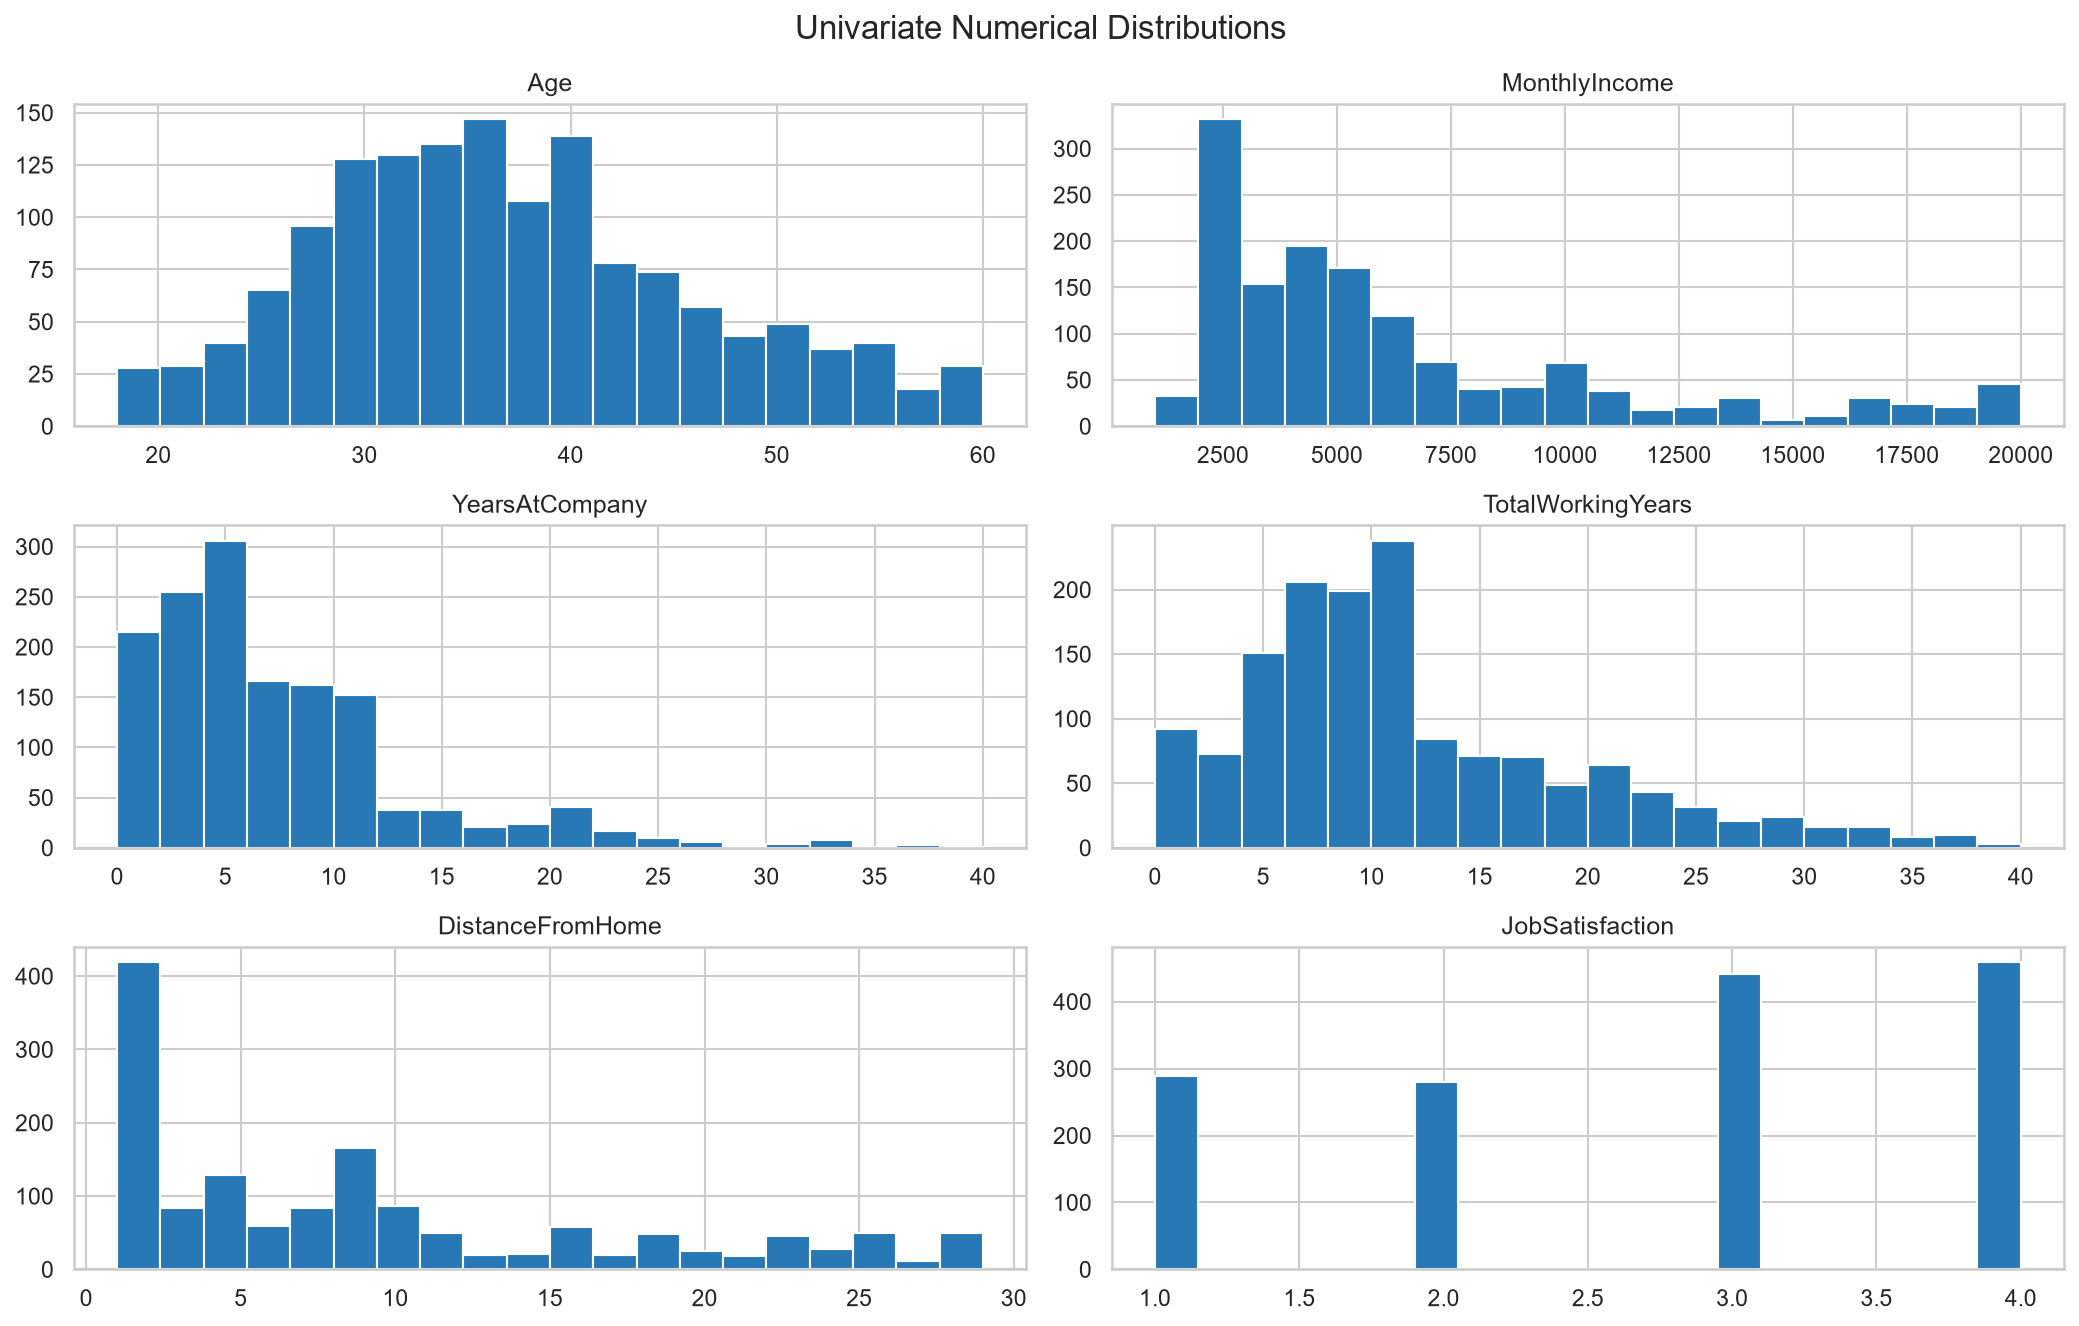 Univariate Numerical Distributions
Age
150
125
100
75
50
25
0
20 30 40 50 60
MonthlyIncome
300
250
200
150
100
50
0
2500 5000 7500 10000 12500 15000 17500 20000
YearsAtCompany
300
250
200
150
100
50
0
0 5 10 15 20 25 30 35 40
TotalWorkingYears
200
150
100
50
0
0 5 10 15 20 25 30 35 40
DistanceFromHome
400
300
200
100
0
0 5 10 15 20 25 30
JobSatisfaction
400
300
200
100
0
1.0 1.5 2.0 2.5 3.0 3.5 4.0